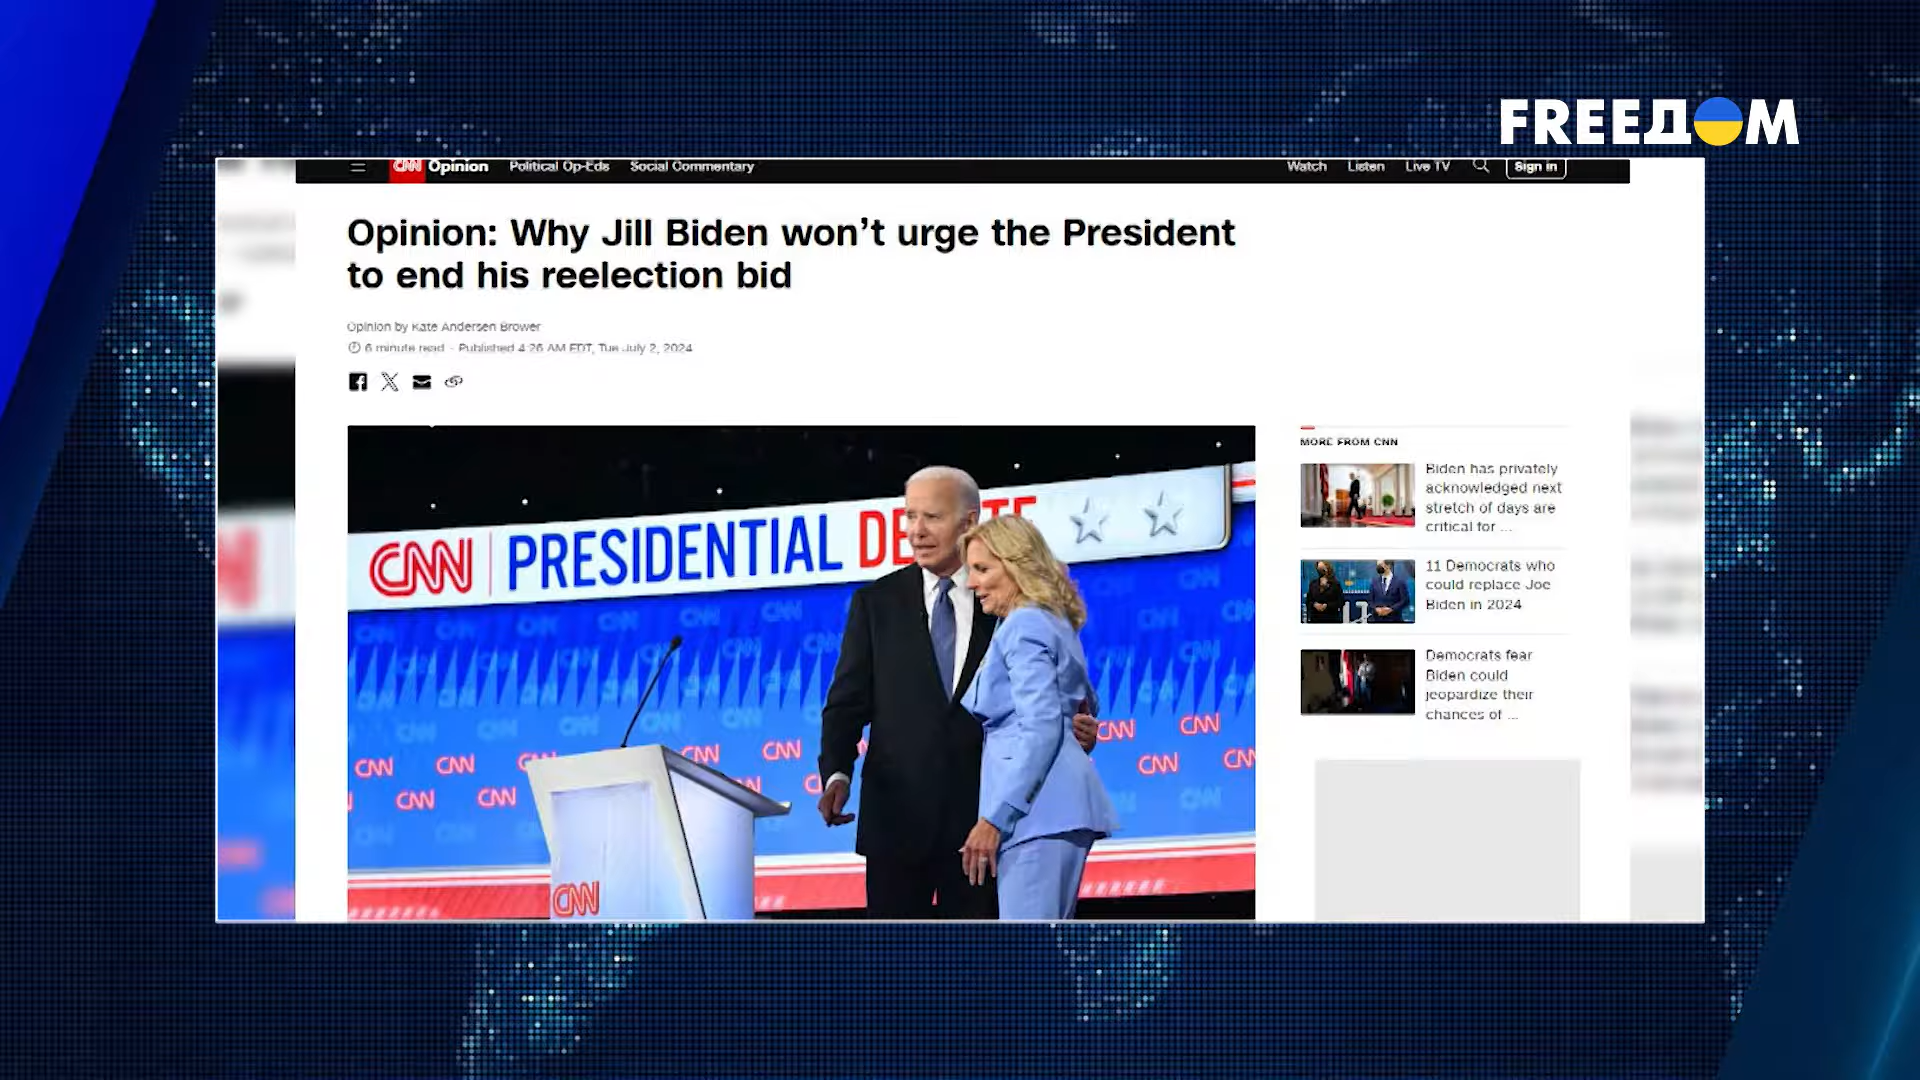 FREEДOM
CNN Opinion Political Op-Eds Social Commentary Watch Listen Live TV Sign in
Opinion: Why Jill Biden won't urge the President
to end his reelection bid
Opinion by Kate Andersen Brower
6 minute read - Published 4:26 AM EDT, Tue July 2, 2024
CNN PRESIDENTIAL DE
CNN
MORE FROM CNN
Biden has privately
acknowledged next
stretch of days are
critical for ...
11 Democrats who
could replace Joe
Biden in 2024
Democrats fear
Biden could
jeopardize their
chances of ...